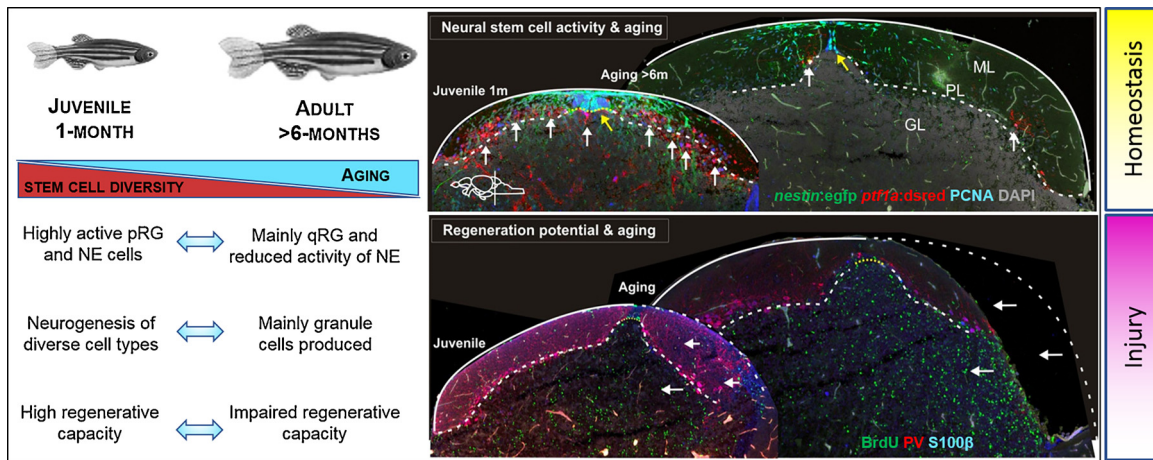 JUVENILE
1-MONTH
ADULT
>6-MONTHS
STEM CELL DIVERSITY
AGING
Highly active pRG
and NE cells
Mainly qRG and
reduced activity of NE
Neurogenesis of
diverse cell types
Mainly granule
cells produced
High regenerative
capacity
Impaired regenerative
capacity
Neural stem cell activity & aging
Aging >6m
Juvenile 1m
ML
PL
GL
nestin:egfp ptf1a:dsred PCNA DAPI
Regeneration potential & aging
Aging
Juvenile
BrdU PV S100β
Homeostasis
Injury